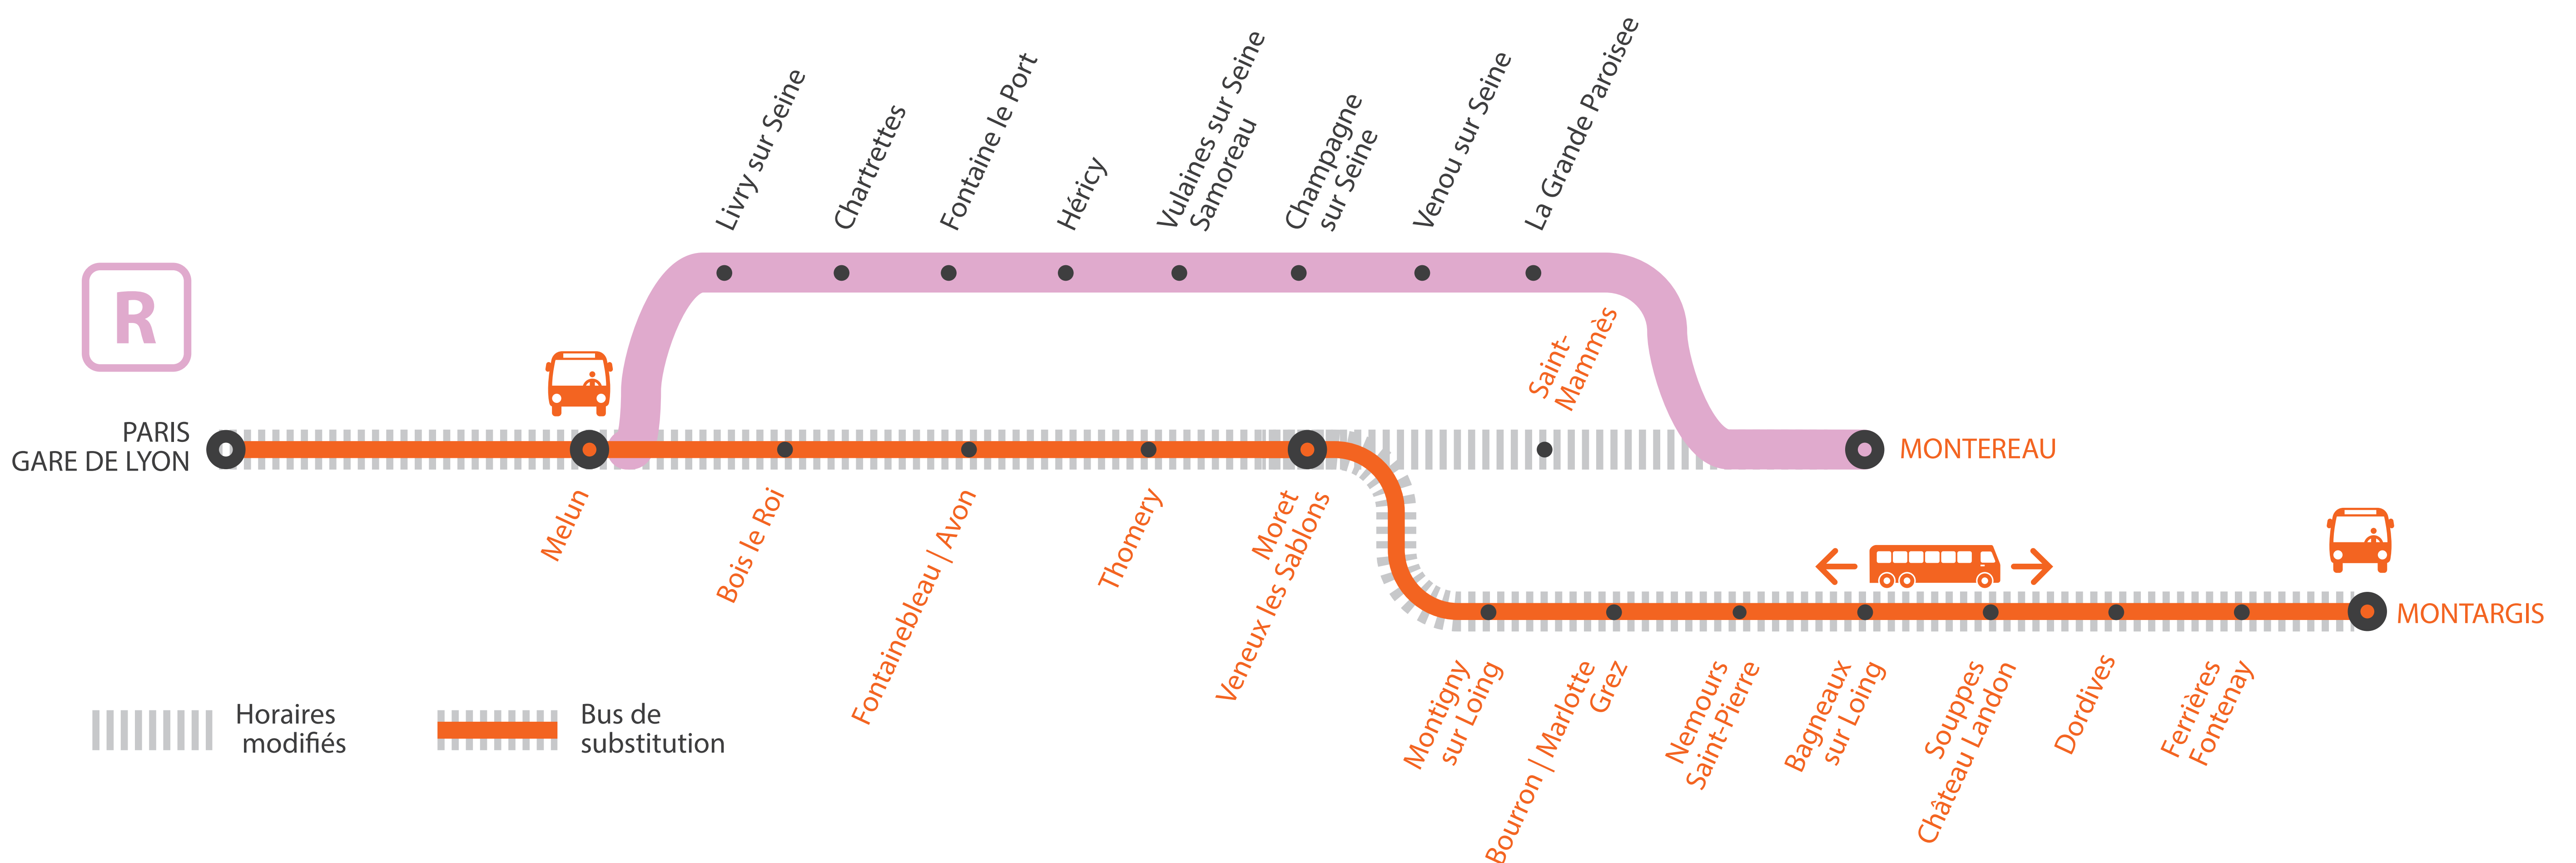 Livry sur Seine
Chartrettes
Fontaine le Port
Héricy
Vulaines sur Seine
Samoreau
Champagne
sur Seine
Venou sur Seine
La Grande Paroisee
R
Saint-
Mammès
PARIS
GARE DE LYON
MONTEREAU
Melun
Bois le Roi
Fontainebleau | Avon
Thomery
Moret
Veneux les Sablons
MONTARGIS
Montigny
sur Loing
Bourron | Marlotte
Grez
Nemours
Saint-Pierre
Bagneaux
sur Loing
Souppes
Château Landon
Dordives
Ferrières
Fontenay
Horaires
modifiés
Bus de
substitution